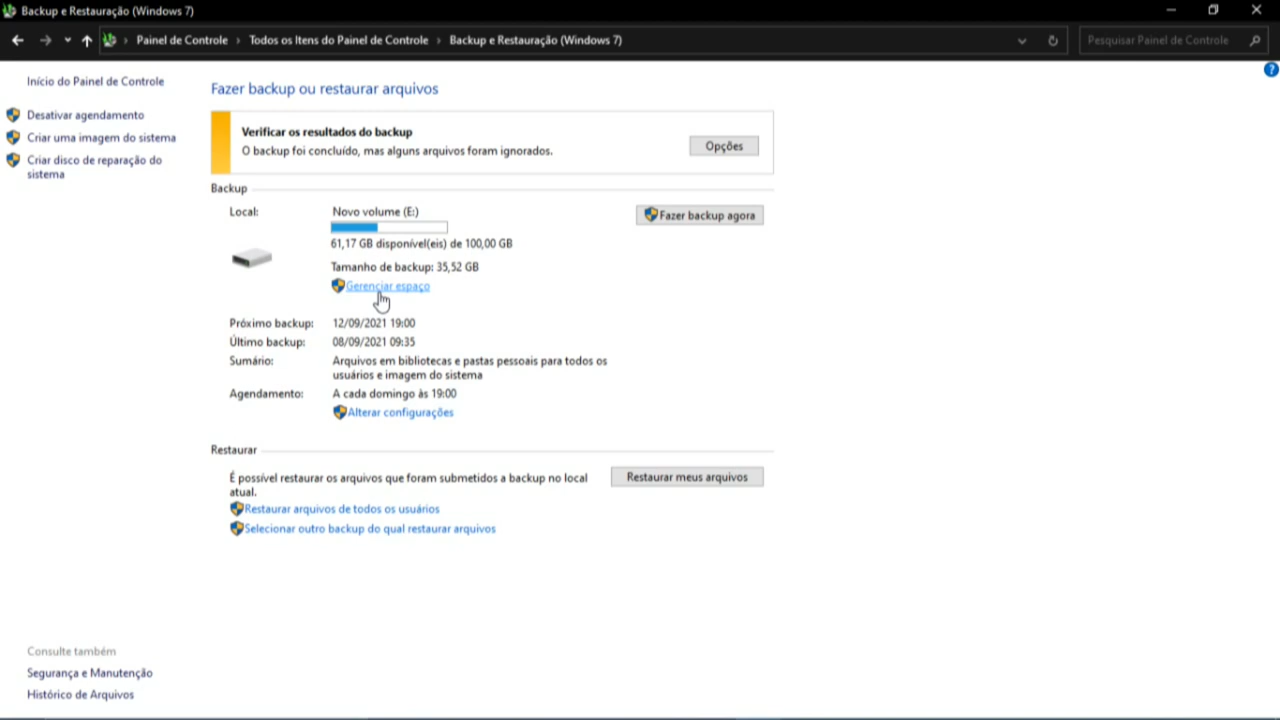 Backup e Restauração (Windows 7)
Painel de Controle › Todos os Itens do Painel de Controle › Backup e Restauração (Windows 7)
Pesquisar Painel de Controle
Início do Painel de Controle
Desativar agendamento
Criar uma imagem do sistema
Criar disco de reparação do
sistema
Fazer backup ou restaurar arquivos
Verificar os resultados do backup
O backup foi concluído, mas alguns arquivos foram ignorados.
Opções
Backup
Local: Novo volume (E:)
Fazer backup agora
61,17 GB disponível(eis) de 100,00 GB
Tamanho de backup: 35,52 GB
Gerenciar espaço
Próximo backup: 12/09/2021 19:00
Último backup: 08/09/2021 09:35
Sumário: Arquivos em bibliotecas e pastas pessoais para todos os
usuários e imagem do sistema
Agendamento: A cada domingo às 19:00
Alterar configurações
Restaurar
É possível restaurar os arquivos que foram submetidos a backup no local
atual.
Restaurar meus arquivos
Restaurar arquivos de todos os usuários
Selecionar outro backup do qual restaurar arquivos
Consulte também
Segurança e Manutenção
Histórico de Arquivos